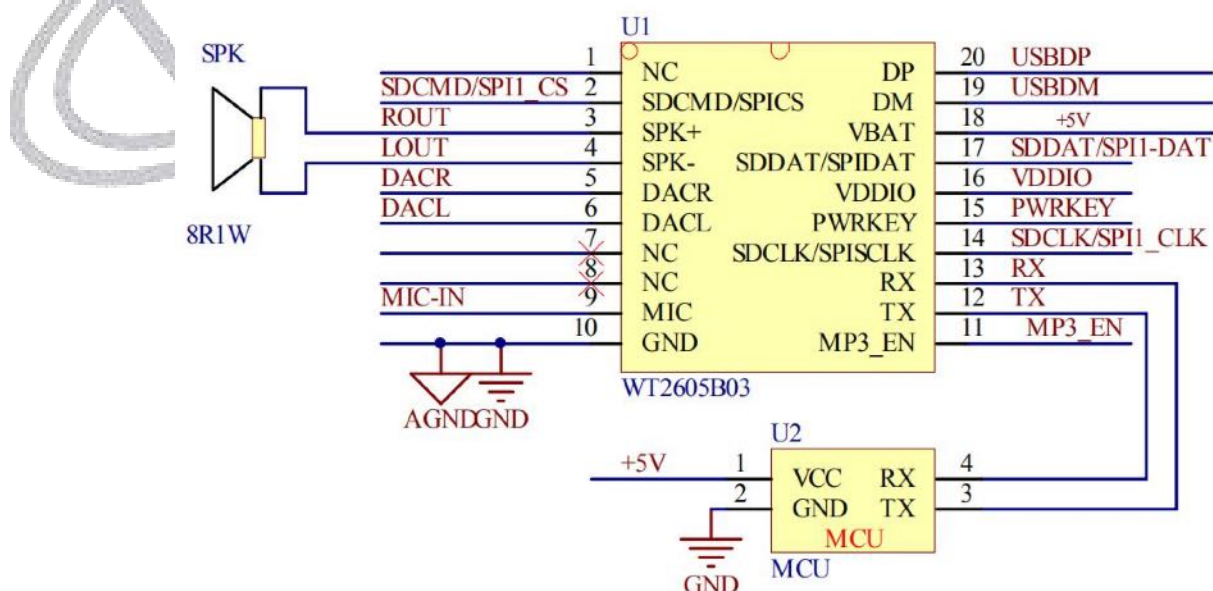 U1
SPK
1 NC DP 20 USBDP
SDCMD/SPI1_CS 2 SDCMD/SPICS DM 19 USBDM
ROUT 3 SPK+ VBAT 18 +5V
LOUT 4 SPK- SDDAT/SPIDAT 17 SDDAT/SPI1-DAT
DACR 5 DACR VDDIO 16 VDDIO
DACL 6 DACL PWRKEY 15 PWRKEY
8R1W
7 NC SDCLK/SPISCLK 14 SDCLK/SPI1_CLK
8 NC RX 13 RX
MIC-IN 9 MIC TX 12 TX
10 GND MP3_EN 11 MP3_EN
WT2605B03
AGND GND
U2
+5V 1 VCC RX 4
2 GND TX 3
MCU
MCU
GND